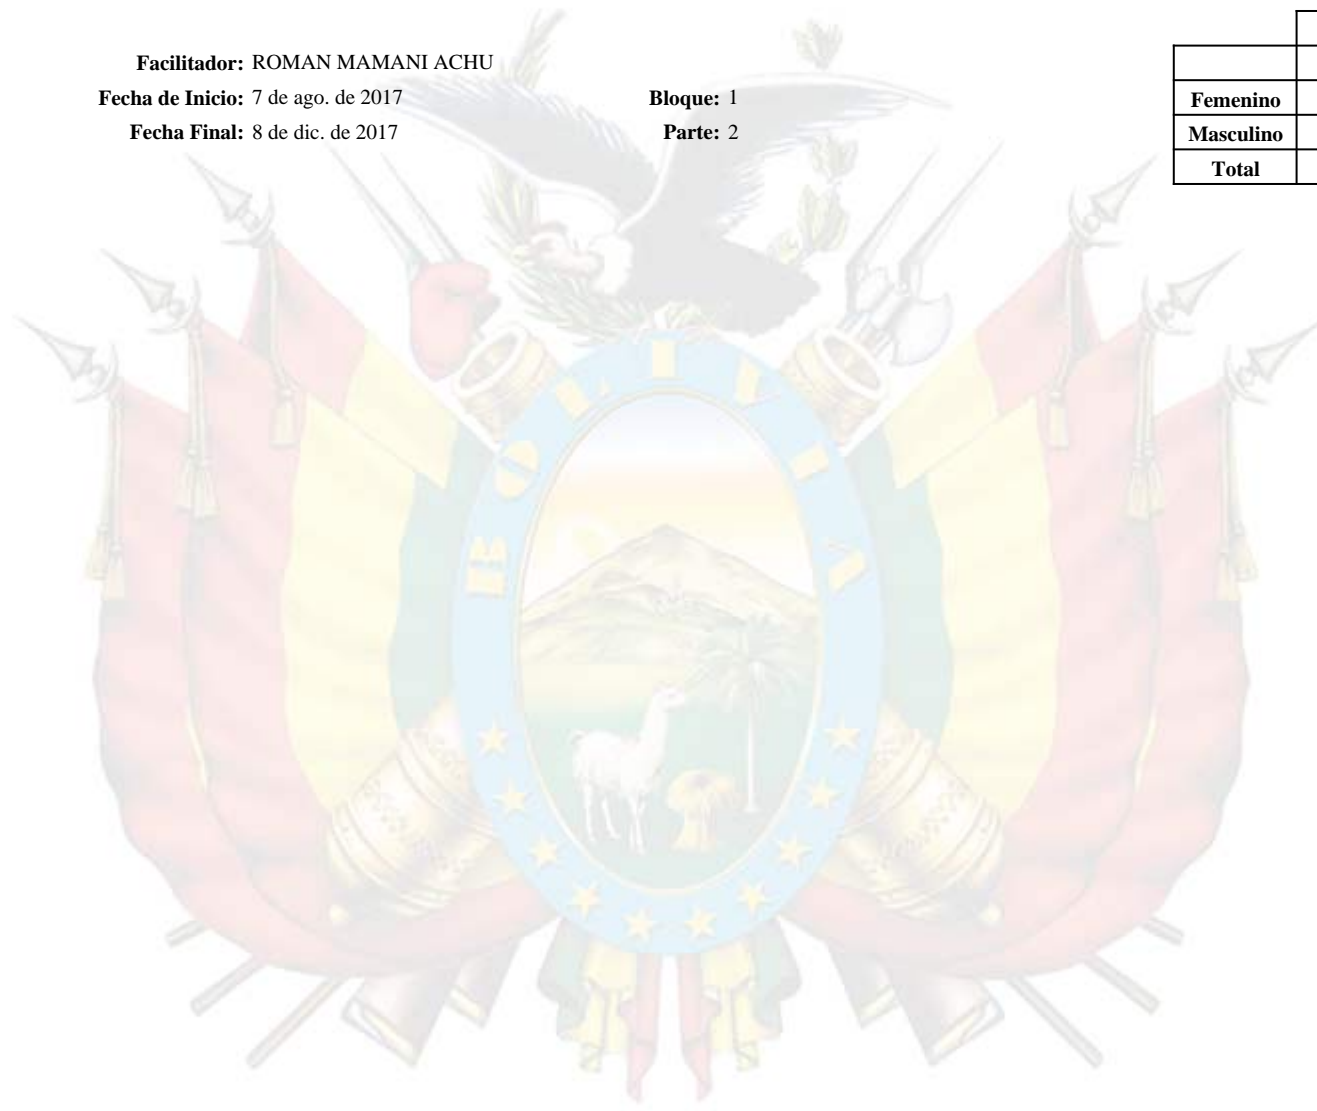 Facilitador: ROMAN MAMANI ACHU
Fecha de Inicio: 7 de ago. de 2017 Bloque: 1
Fecha Final: 8 de dic. de 2017 Parte: 2
Femenino
Masculino
Total
BOLIVIA